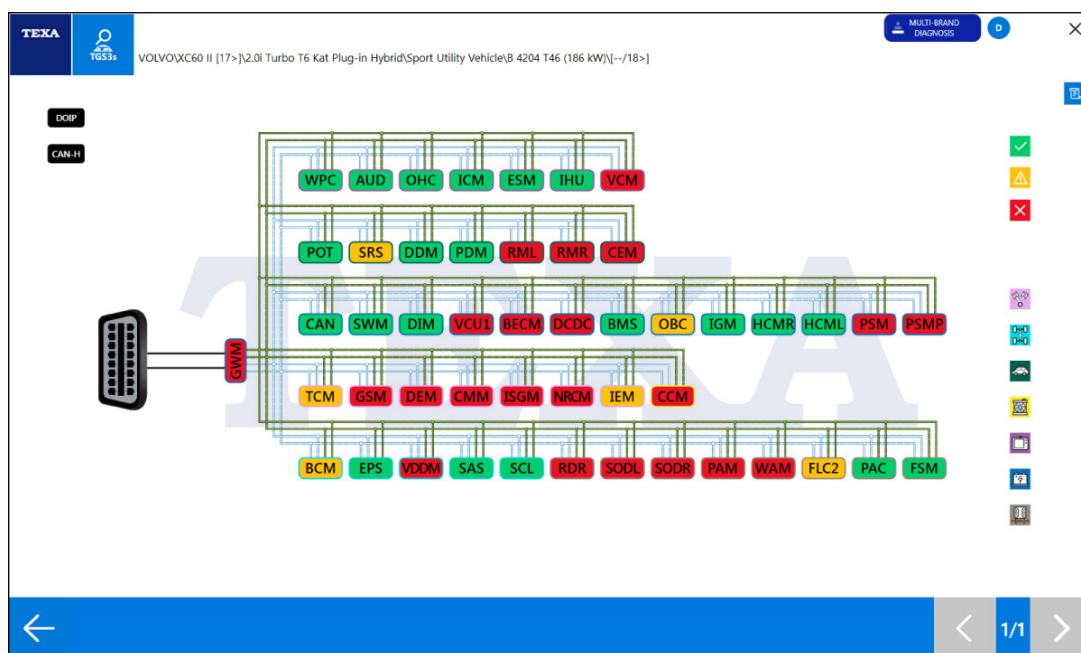 TEXA
TGS3s
VOLVO\XC60 II [17>]\2.0i Turbo T6 Kat Plug-in Hybrid\Sport Utility Vehicle\B 4204 T46 (186 kW)\[--/18>]
MULTI-BRAND
DIAGNOSIS
D
DOIP
CAN-H
WPC AUD OHC ICM ESM IHU VCM
POT SRS DDM PDM RML RMR CEM
CAN SWM DIM VCU1 BECM DCDC BMS OBC IGM HCMR HCML PSM PSMP
GWM
TCM GSM DEM CMM ISGM NRCM IEM CCM
BCM EPS VDDM SAS SCL RDR SODL SODR PAM WAM FLC2 PAC FSM
TEXA
1/1